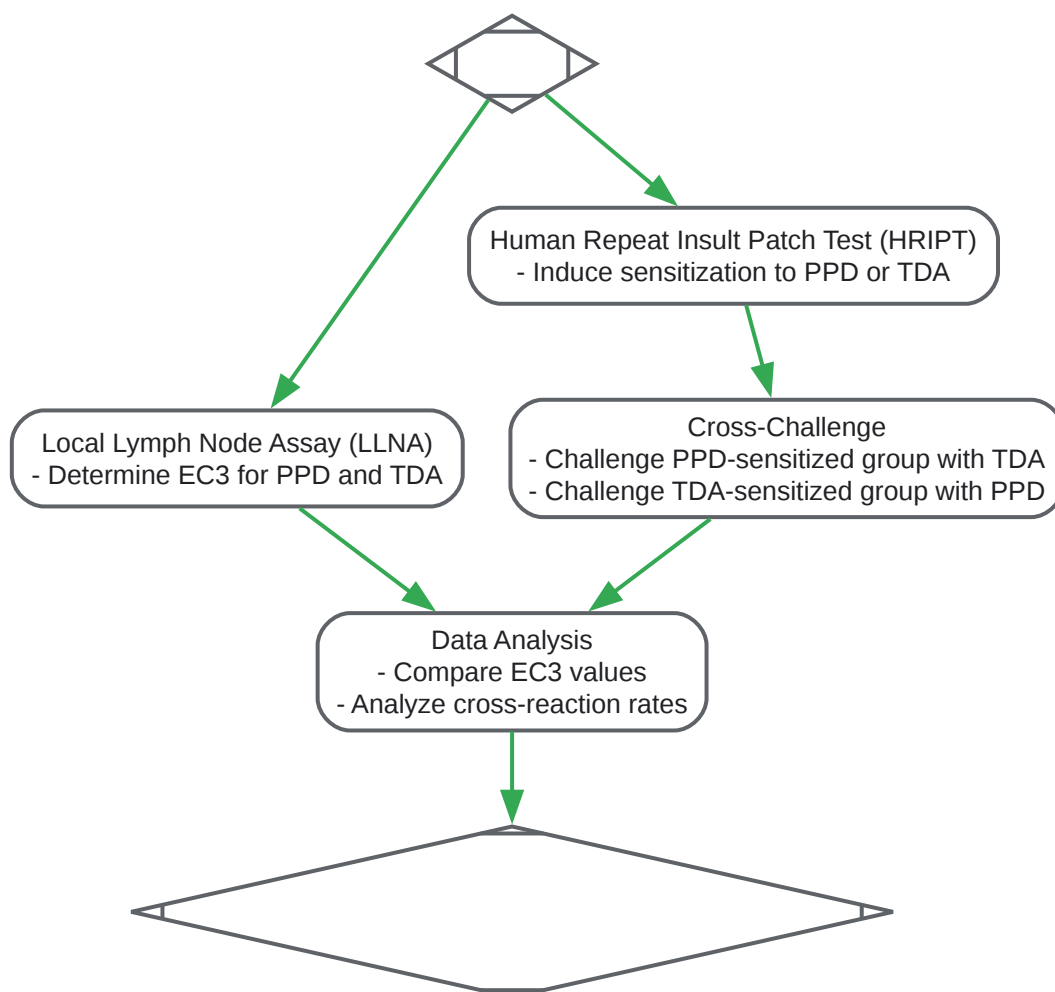 Human Repeat Insult Patch Test (HRIPT)
- Induce sensitization to PPD or TDA
Local Lymph Node Assay (LLNA)
- Determine EC3 for PPD and TDA
Cross-Challenge
- Challenge PPD-sensitized group with TDA
- Challenge TDA-sensitized group with PPD
Data Analysis
- Compare EC3 values
- Analyze cross-reaction rates